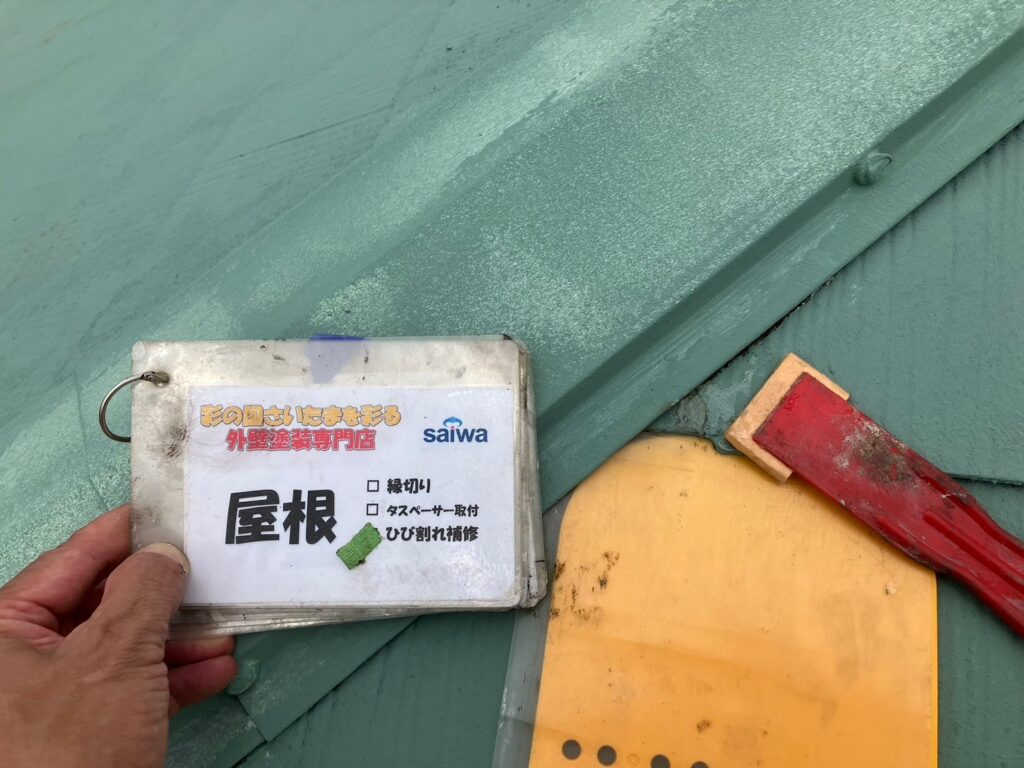 彩の国さいたまを彩る
外壁塗装専門店
saiwa
屋根
縁切り
タスペーサー取付
ひび割れ補修